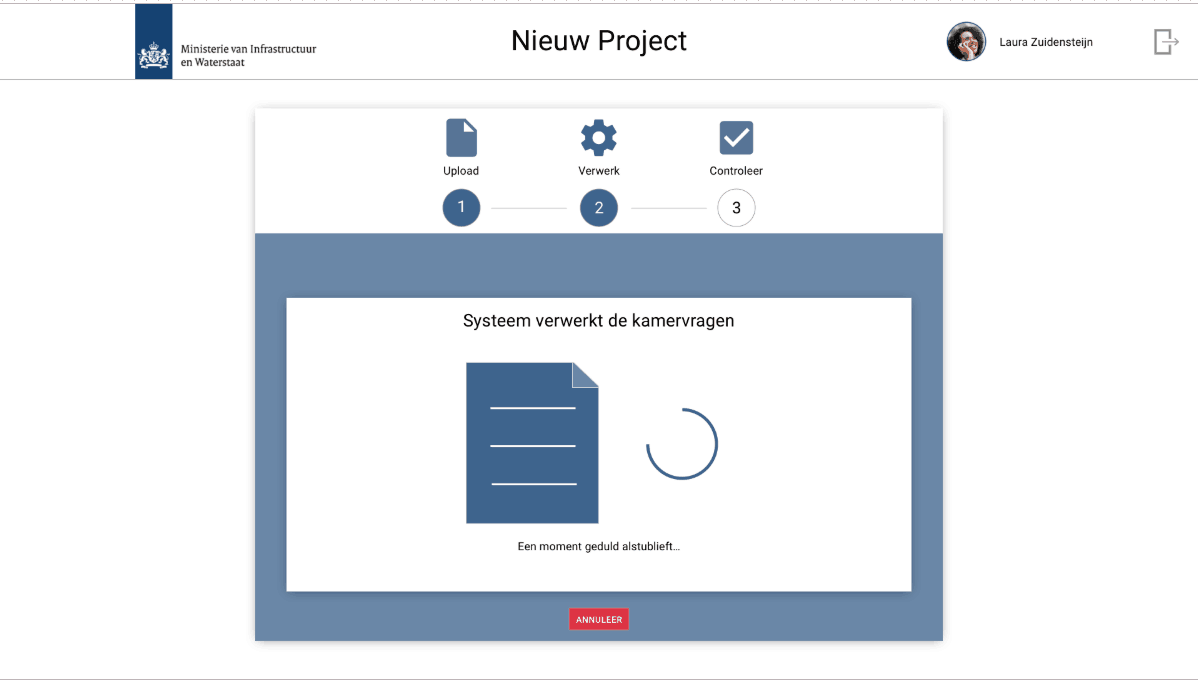 Nieuw Project
Ministerie van Infrastructuur
en Waterstaat
Laura Zuidensteijn
Upload
Verwerk
Controleer
1
2
3
Systeem verwerkt de kamervragen
Een moment geduld alstublieft...
ANNULEER